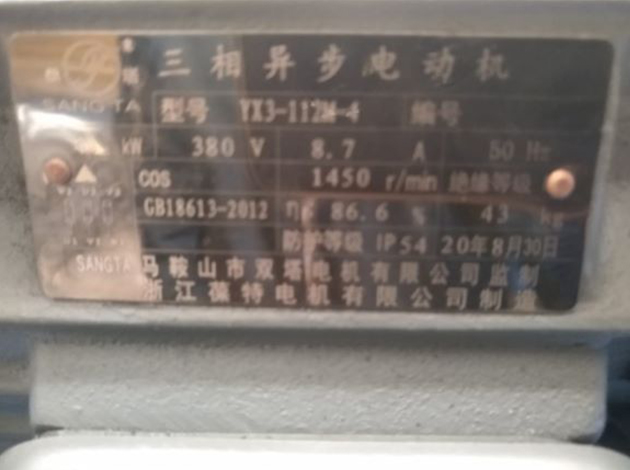 三相异步电动机
SANGTA 型号 YX3-112M-4 编号
kW 380 V 8.7 A 50 Hz
COS 1450 r/min 绝缘等级
GB18613-2012 η 86.6 % 43 kg
防护等级 IP54 20年8月30日
SANGTA 马鞍山市双塔电机有限公司监制
浙江葆特电机有限公司制造